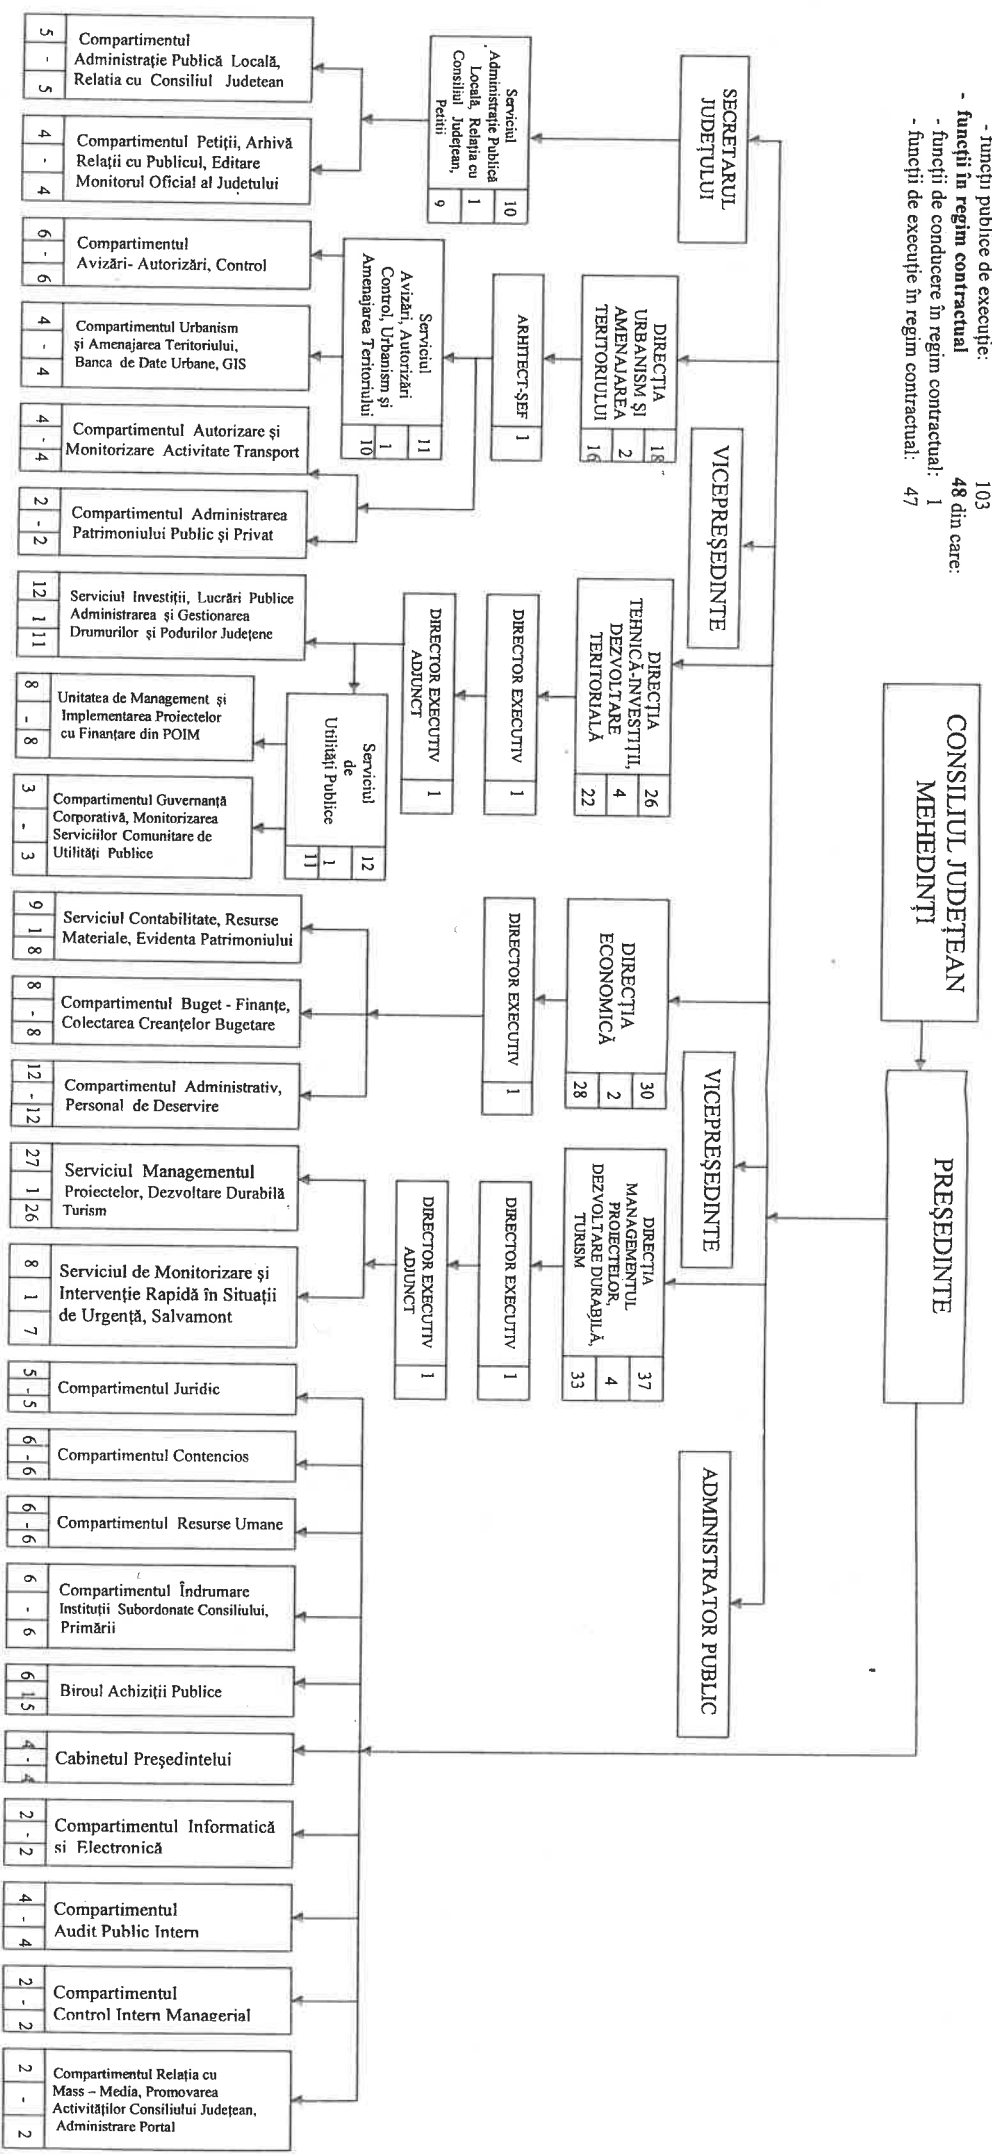 - funcții publice de execuție: 103
- funcții în regim contractual 48 din care:
- funcții de conducere în regim contractual: 1
- funcții de execuție în regim contractual: 47
CONSILIUL JUDEȚEAN
MEHEDINȚI
PREȘEDINTE
SECRETARUL
JUDEȚULUI
VICEPREȘEDINTE
VICEPREȘEDINTE
ADMINISTRATOR PUBLIC
Serviciul
Administrație Publică
Locală, Relația cu
Consiliul Județean,
Petitii
10
1
9
DIRECȚIA
URBANISM ȘI
AMENAJAREA
TERITORIULUI
18
2
16
ARHITECT-ȘEF
1
Serviciul
Avizări, Autorizări
Control, Urbanism și
Amenajarea Teritoriului
11
1
10
DIRECȚIA
TEHNICĂ-INVESTIȚII,
DEZVOLTARE
TERITORIALĂ
26
4
22
DIRECTOR EXECUTIV
1
DIRECTOR EXECUTIV
ADJUNCT
1
Serviciul
de
Utilități Publice
12
1
11
DIRECȚIA
ECONOMICĂ
30
2
28
DIRECTOR EXECUTIV
1
DIRECȚIA
MANAGEMENTUL
PROIECTELOR,
DEZVOLTARE DURABILĂ,
TURISM
37
4
33
DIRECTOR EXECUTIV
1
DIRECTOR EXECUTIV
ADJUNCT
1
Compartimentul
Administrație Publică Locală,
Relatia cu Consiliul Judetean
5 - 5
Compartimentul Petiții, Arhivă
Relații cu Publicul, Editare
Monitorul Oficial al Judetului
4 - 4
Compartimentul
Avizări- Autorizări, Control
6 - 6
Compartimentul Urbanism
și Amenajarea Teritoriului,
Banca de Date Urbane, GIS
4 - 4
Compartimentul Autorizare și
Monitorizare Activitate Transport
4 - 4
Compartimentul Administrarea
Patrimoniului Public și Privat
2 - 2
Serviciul Investiții, Lucrări Publice
Administrarea și Gestionarea
Drumurilor și Podurilor Județene
12 1 11
Unitatea de Management și
Implementarea Proiectelor
cu Finanțare din POIM
8 - 8
Compartimentul Guvernanță
Corporativă, Monitorizarea
Serviciilor Comunitare de
Utilități Publice
3 - 3
Serviciul Contabilitate, Resurse
Materiale, Evidenta Patrimoniului
9 1 8
Compartimentul Buget - Finanțe,
Colectarea Creanțelor Bugetare
8 - 8
Compartimentul Administrativ,
Personal de Deservire
12 - 12
Serviciul Managementul
Proiectelor, Dezvoltare Durabilă
Turism
27 1 26
Serviciul de Monitorizare și
Intervenție Rapidă în Situații
de Urgență, Salvamont
8 1 7
Compartimentul Juridic
5 - 5
Compartimentul Contencios
6 - 6
Compartimentul Resurse Umane
6 - 6
Compartimentul Îndrumare
Instituții Subordonate Consiliului,
Primării
6 - 6
Biroul Achiziții Publice
6 1 5
Cabinetul Președintelui
4 - 4
Compartimentul Informatică
si Electronică
2 - 2
Compartimentul
Audit Public Intern
4 - 4
Compartimentul
Control Intern Managerial
2 - 2
Compartimentul Relația cu
Mass – Media, Promovarea
Activităților Consiliului Județean,
Administrare Portal
2 - 2